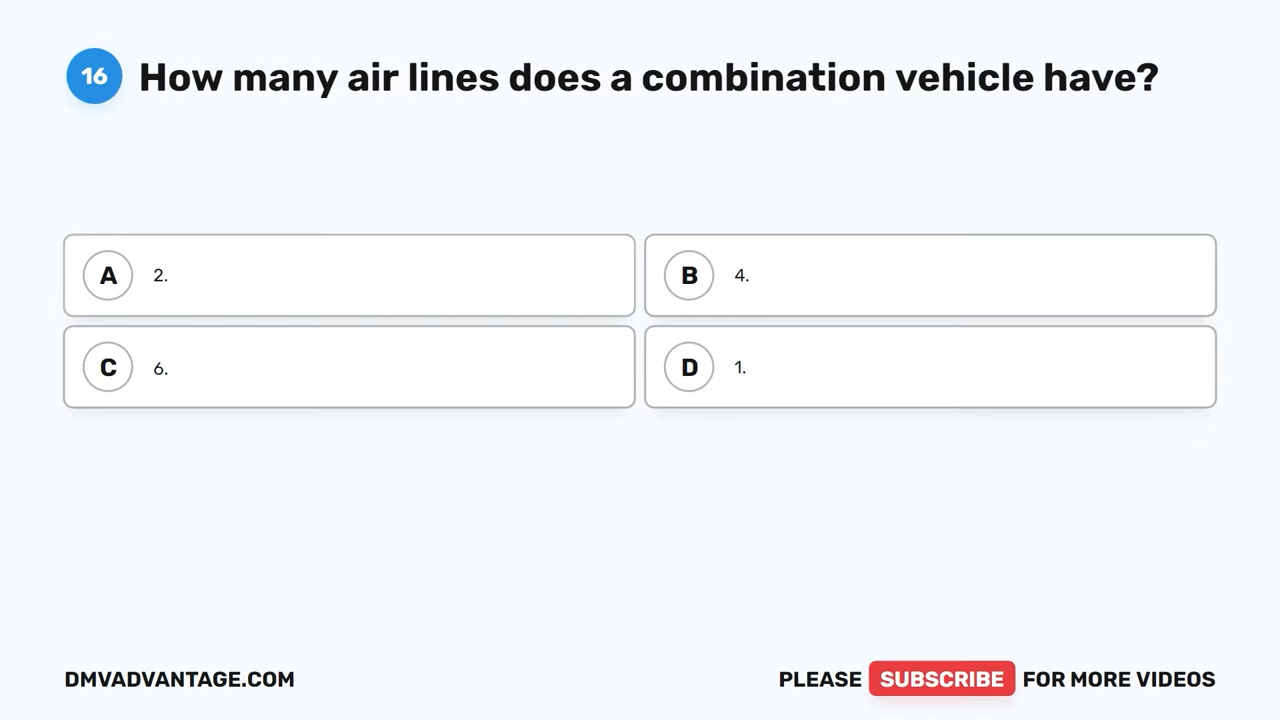 16 How many air lines does a combination vehicle have?
A 2.
B 4.
C 6.
D 1.
DMVADVANTAGE.COM
PLEASE SUBSCRIBE FOR MORE VIDEOS